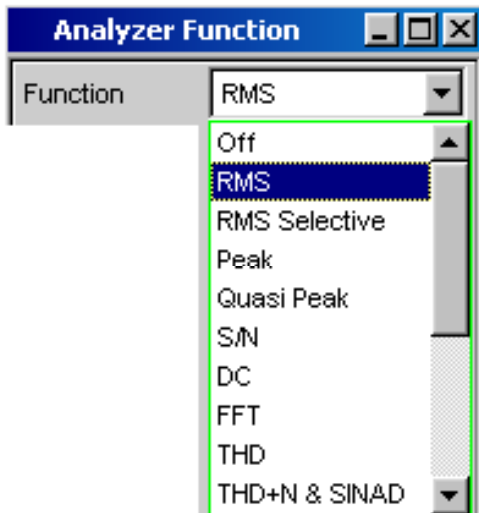 Analyzer Function
Function RMS
Off
RMS
RMS Selective
Peak
Quasi Peak
S/N
DC
FFT
THD
THD+N & SINAD